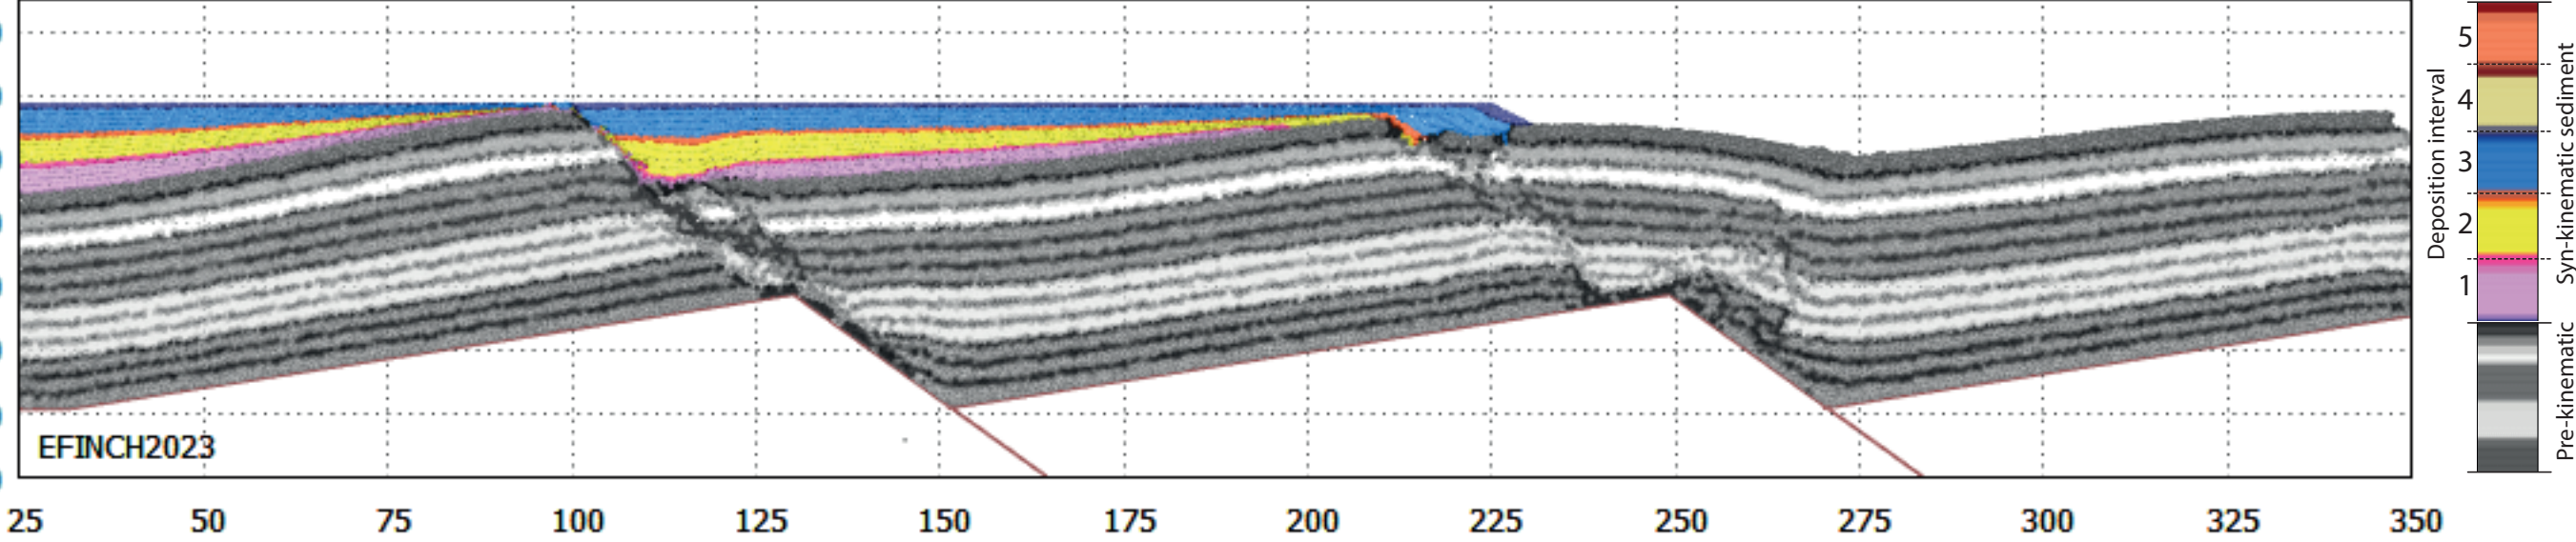 5
4
3
2
1
Deposition interval
Syn-kinematic sediment
Pre-kinematic
EFINCH2023
25 50 75 100 125 150 175 200 225 250 275 300 325 350